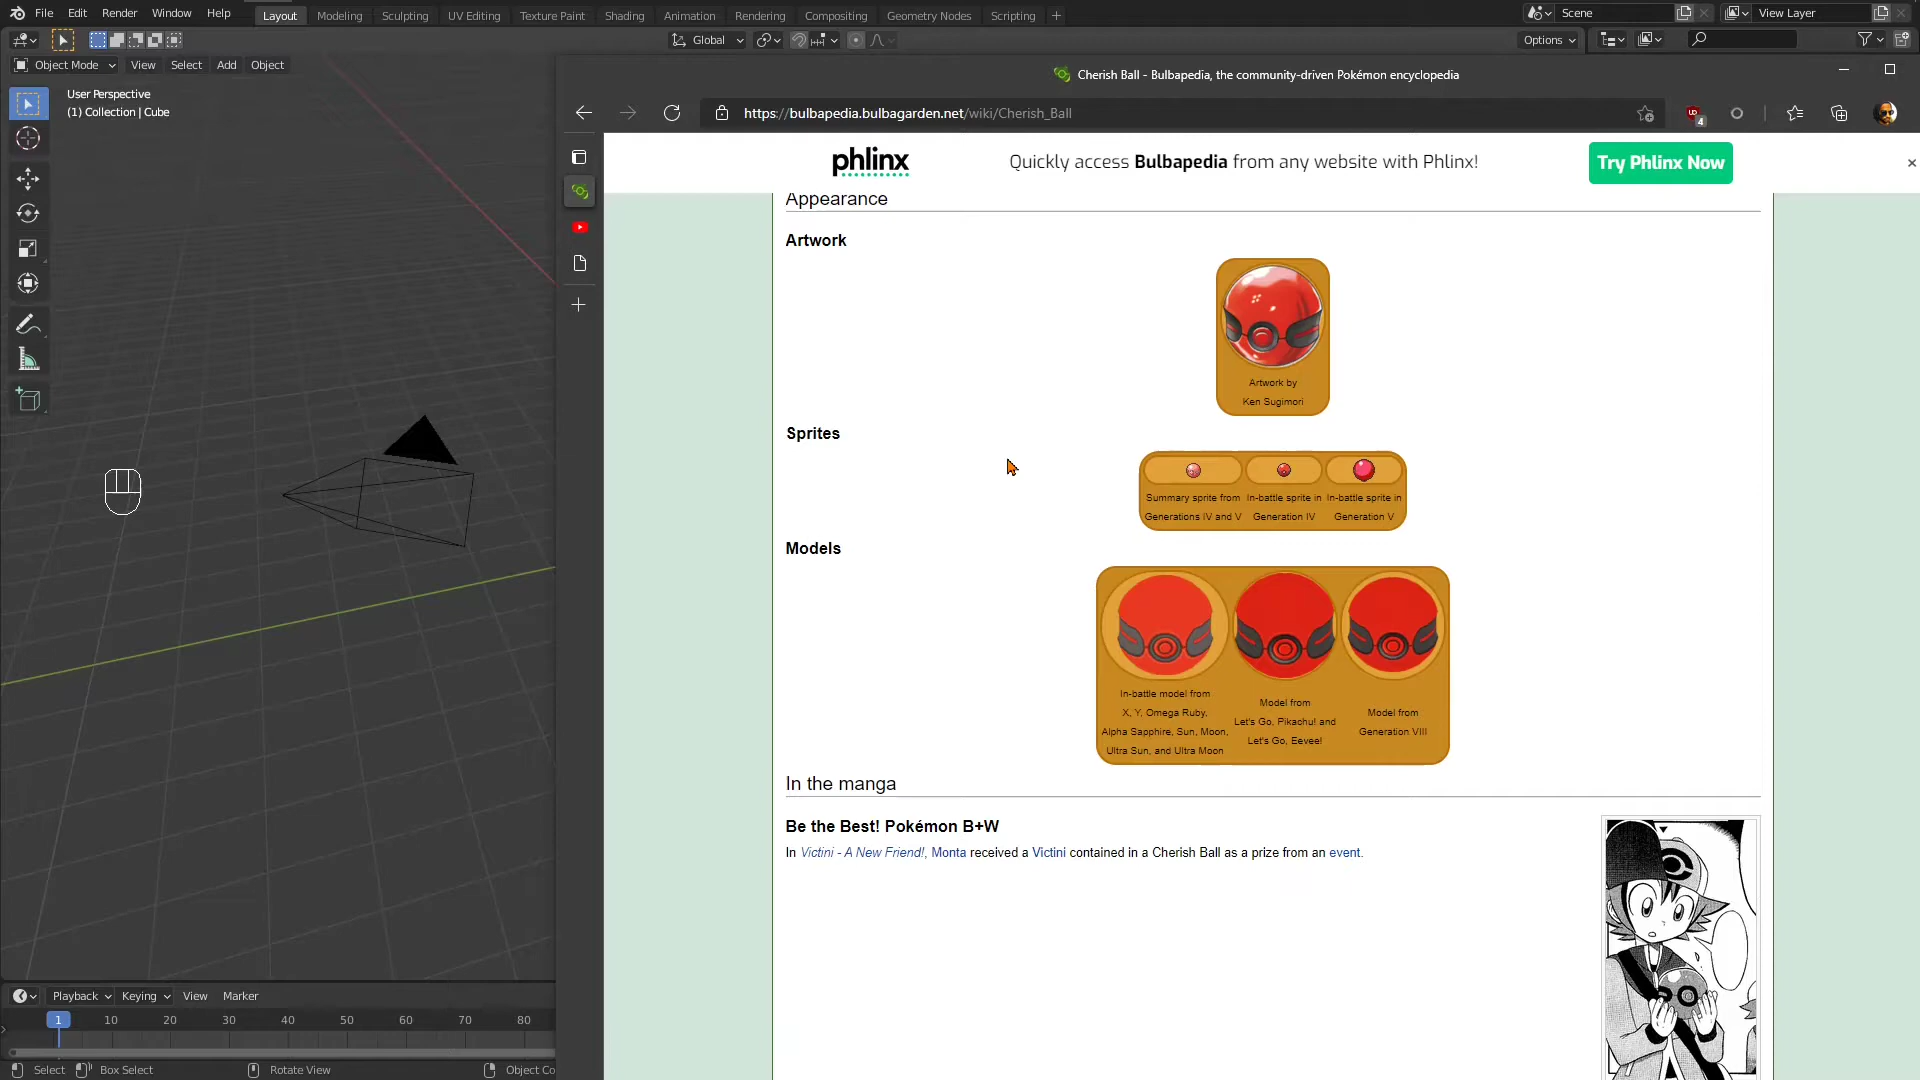 File Edit Render Window Help
Layout Modeling Sculpting UV Editing Texture Paint Shading Animation Rendering Compositing Geometry Nodes Scripting +
Scene
View Layer
Global
Options
Object Mode View Select Add Object
User Perspective
(1) Collection | Cube
Cherish Ball - Bulbapedia, the community-driven Pokémon encyclopedia
https://bulbapedia.bulbagarden.net/wiki/Cherish_Ball
4
phlinx
Quickly access Bulbapedia from any website with Phlinx!
Try Phlinx Now
Appearance
Artwork
Artwork by
Ken Sugimori
Sprites
Summary sprite from
Generations IV and V
In-battle sprite in
Generation IV
In-battle sprite in
Generation V
Models
In-battle model from
X, Y, Omega Ruby,
Alpha Sapphire, Sun, Moon,
Ultra Sun, and Ultra Moon
Model from
Let's Go, Pikachu! and
Let's Go, Eevee!
Model from
Generation VIII
In the manga
Be the Best! Pokémon B+W
In Victini - A New Friend!, Monta received a Victini contained in a Cherish Ball as a prize from an event.
Playback Keying View Marker
1 10 20 30 40 50 60 70 80
Select Box Select Rotate View Object Co